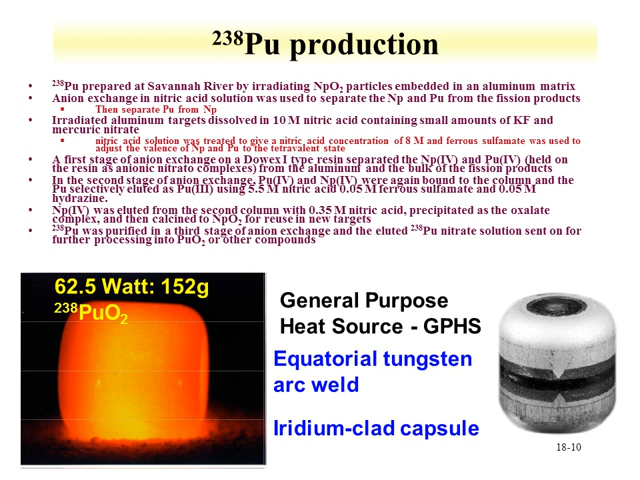 ²³⁸Pu production
• ²³⁸Pu prepared at Savannah River by irradiating NpO₂ particles embedded in an aluminum matrix
• Anion exchange in nitric acid solution was used to separate the Np and Pu from the fission products
▪ Then separate Pu from Np
• Irradiated aluminum targets dissolved in 10 M nitric acid containing small amounts of KF and
mercuric nitrate
▪ nitric acid solution was treated to give a nitric acid concentration of 8 M and ferrous sulfamate was used to
adjust the valence of Np and Pu to the tetravalent state
• A first stage of anion exchange on a Dowex I type resin separated the Np(IV) and Pu(IV) (held on
the resin as anionic nitrato complexes) from the aluminum and the bulk of the fission products
• In the second stage of anion exchange, Pu(IV) and Np(IV) were again bound to the column and the
Pu selectively eluted as Pu(III) using 5.5 M nitric acid 0.05 M ferrous sulfamate and 0.05 M
hydrazine.
• Np(IV) was eluted from the second column with 0.35 M nitric acid, precipitated as the oxalate
complex, and then calcined to NpO₂ for reuse in new targets
• ²³⁸Pu was purified in a third stage of anion exchange and the eluted ²³⁸Pu nitrate solution sent on for
further processing into PuO₂ or other compounds
62.5 Watt: 152g
²³⁸PuO₂
General Purpose
Heat Source - GPHS
Equatorial tungsten
arc weld
Iridium-clad capsule
18-10